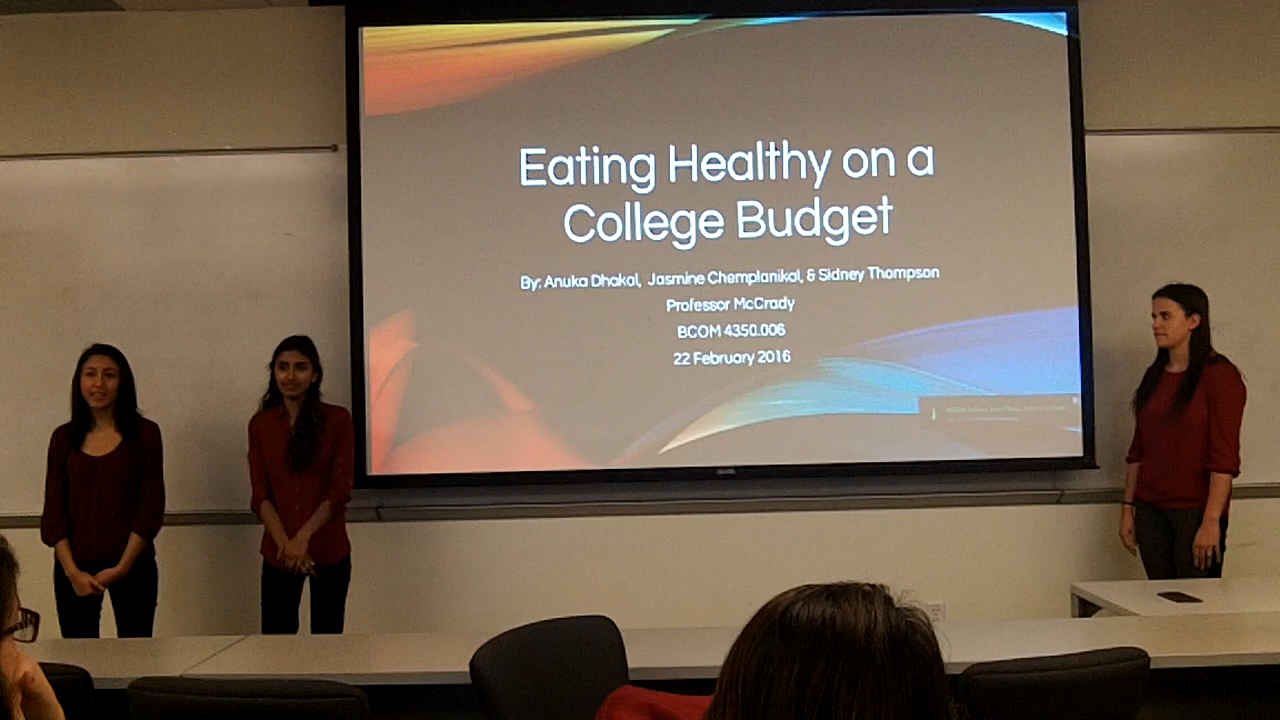 Eating Healthy on a
College Budget
By: Anuka Dhakal, Jasmine Chemplanikal, & Sidney Thompson
Professor McCrady
BCOM 4350.006
22 February 2016